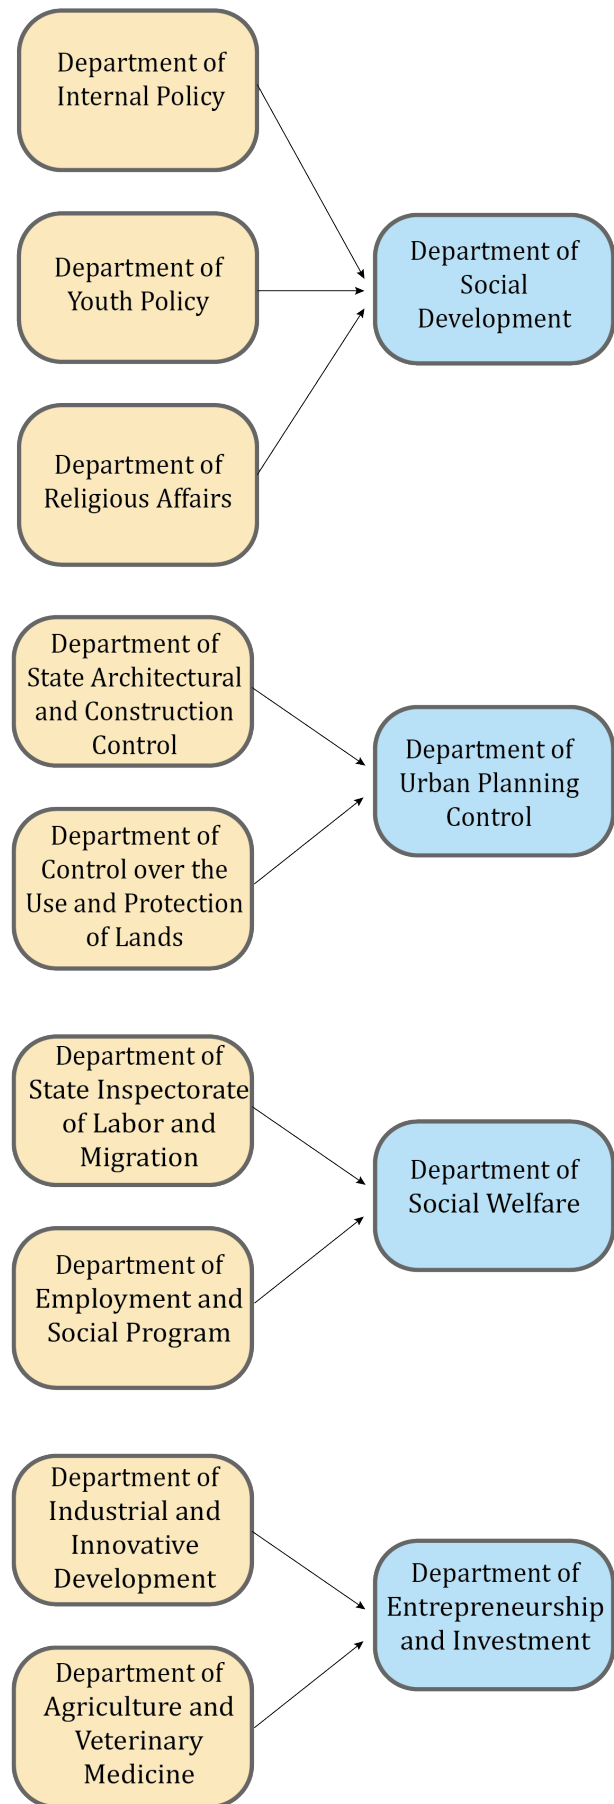 Department of
Internal Policy
Department of
Youth Policy
Department of
Social
Development
Department of
Religious Affairs
Department of
State Architectural
and Construction
Control
Department of
Urban Planning
Control
Department of
Control over the
Use and Protection
of Lands
Department of
State Inspectorate
of Labor and
Migration
Department of
Social Welfare
Department of
Employment and
Social Program
Department of
Industrial and
Innovative
Development
Department of
Entrepreneurship
and Investment
Department of
Agriculture and
Veterinary
Medicine